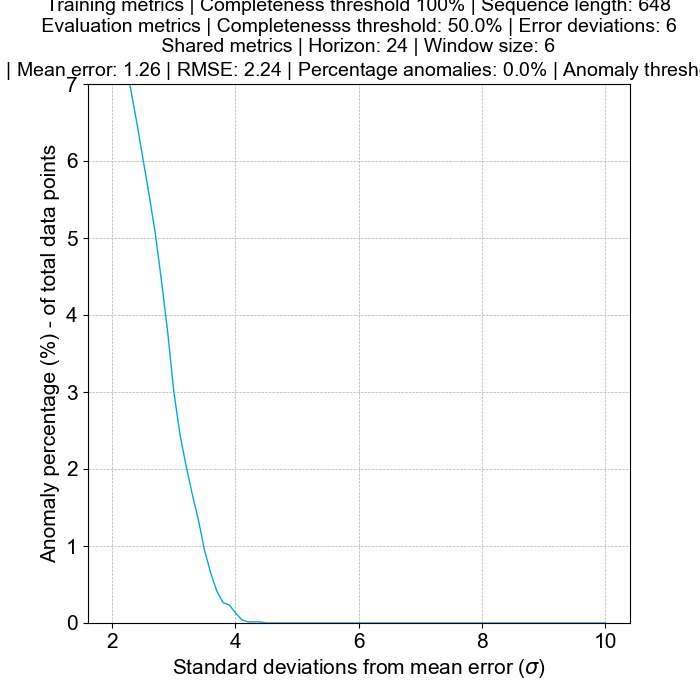 Training metrics | Completeness threshold 100% | Sequence length: 648
Evaluation metrics | Completenesss threshold: 50.0% | Error deviations: 6
Shared metrics | Horizon: 24 | Window size: 6
| Mean error: 1.26 | RMSE: 2.24 | Percentage anomalies: 0.0% | Anomaly
7
6
5
4
3
2
1
0
Anomaly percentage (%) - of total data points
2 4 6 8 10
Standard deviations from mean error (σ)